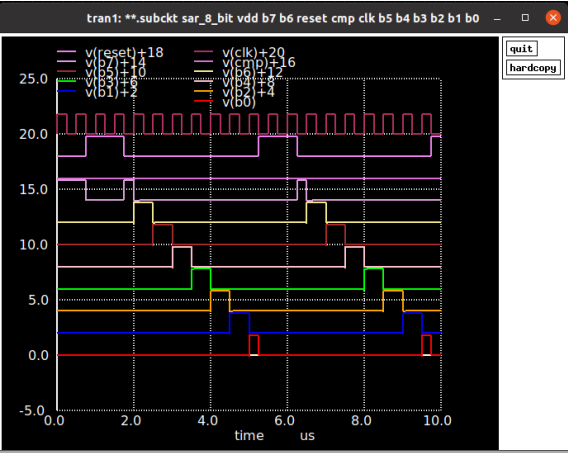 tran1: **.subckt sar_8_bit vdd b7 b6 reset cmp clk b5 b4 b3 b2 b1 b0
quit
hardcopy
v(reset)+18 v(clk)+20
v(b7)+14 v(cmp)+16
v(b5)+10 v(b6)+12
v(b3)+6 v(b4)+8
v(b1)+2 v(b2)+4
v(b0)
25.0
20.0
15.0
10.0
5.0
0.0
-5.0
0.0 2.0 4.0 6.0 8.0 10.0
time us